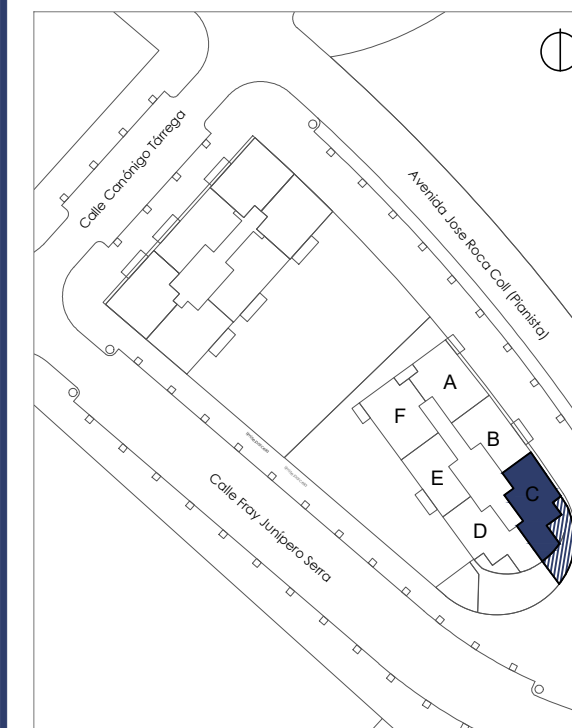 Calle Canónigo Tárrega
Avenida Jose Roca Coll (Pianista)
A
F
B
E
C
D
Calle Fray Junípero Serra